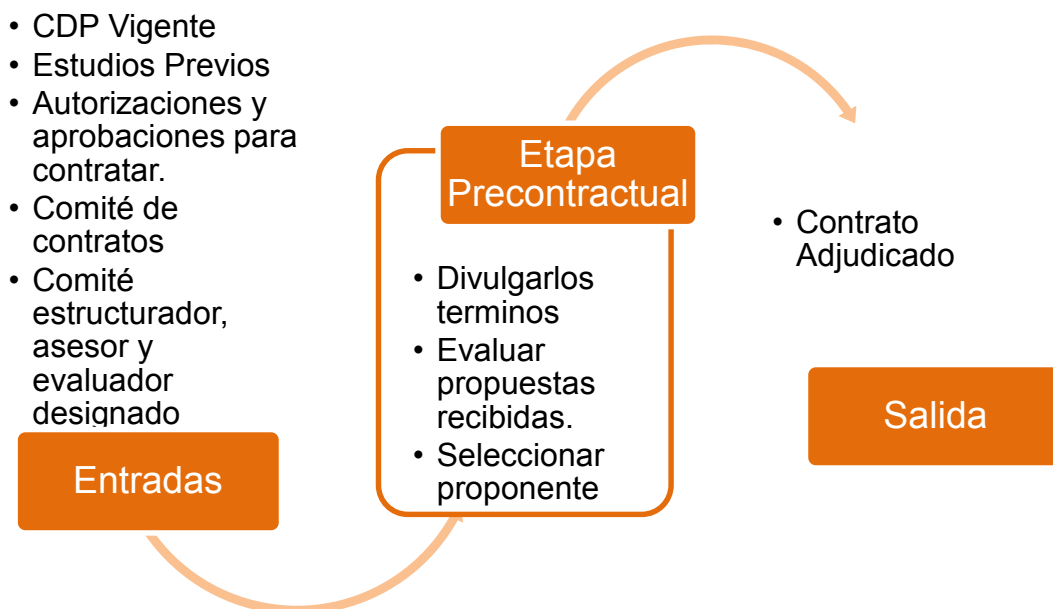 • CDP Vigente
• Estudios Previos
• Autorizaciones y
aprobaciones para
contratar.
• Comité de
contratos
• Comité
estructurador,
asesor y
evaluador
designado
Entradas
Etapa
Precontractual
• Divulgarlos
terminos
• Evaluar
propuestas
recibidas.
• Seleccionar
proponente
• Contrato
Adjudicado
Salida